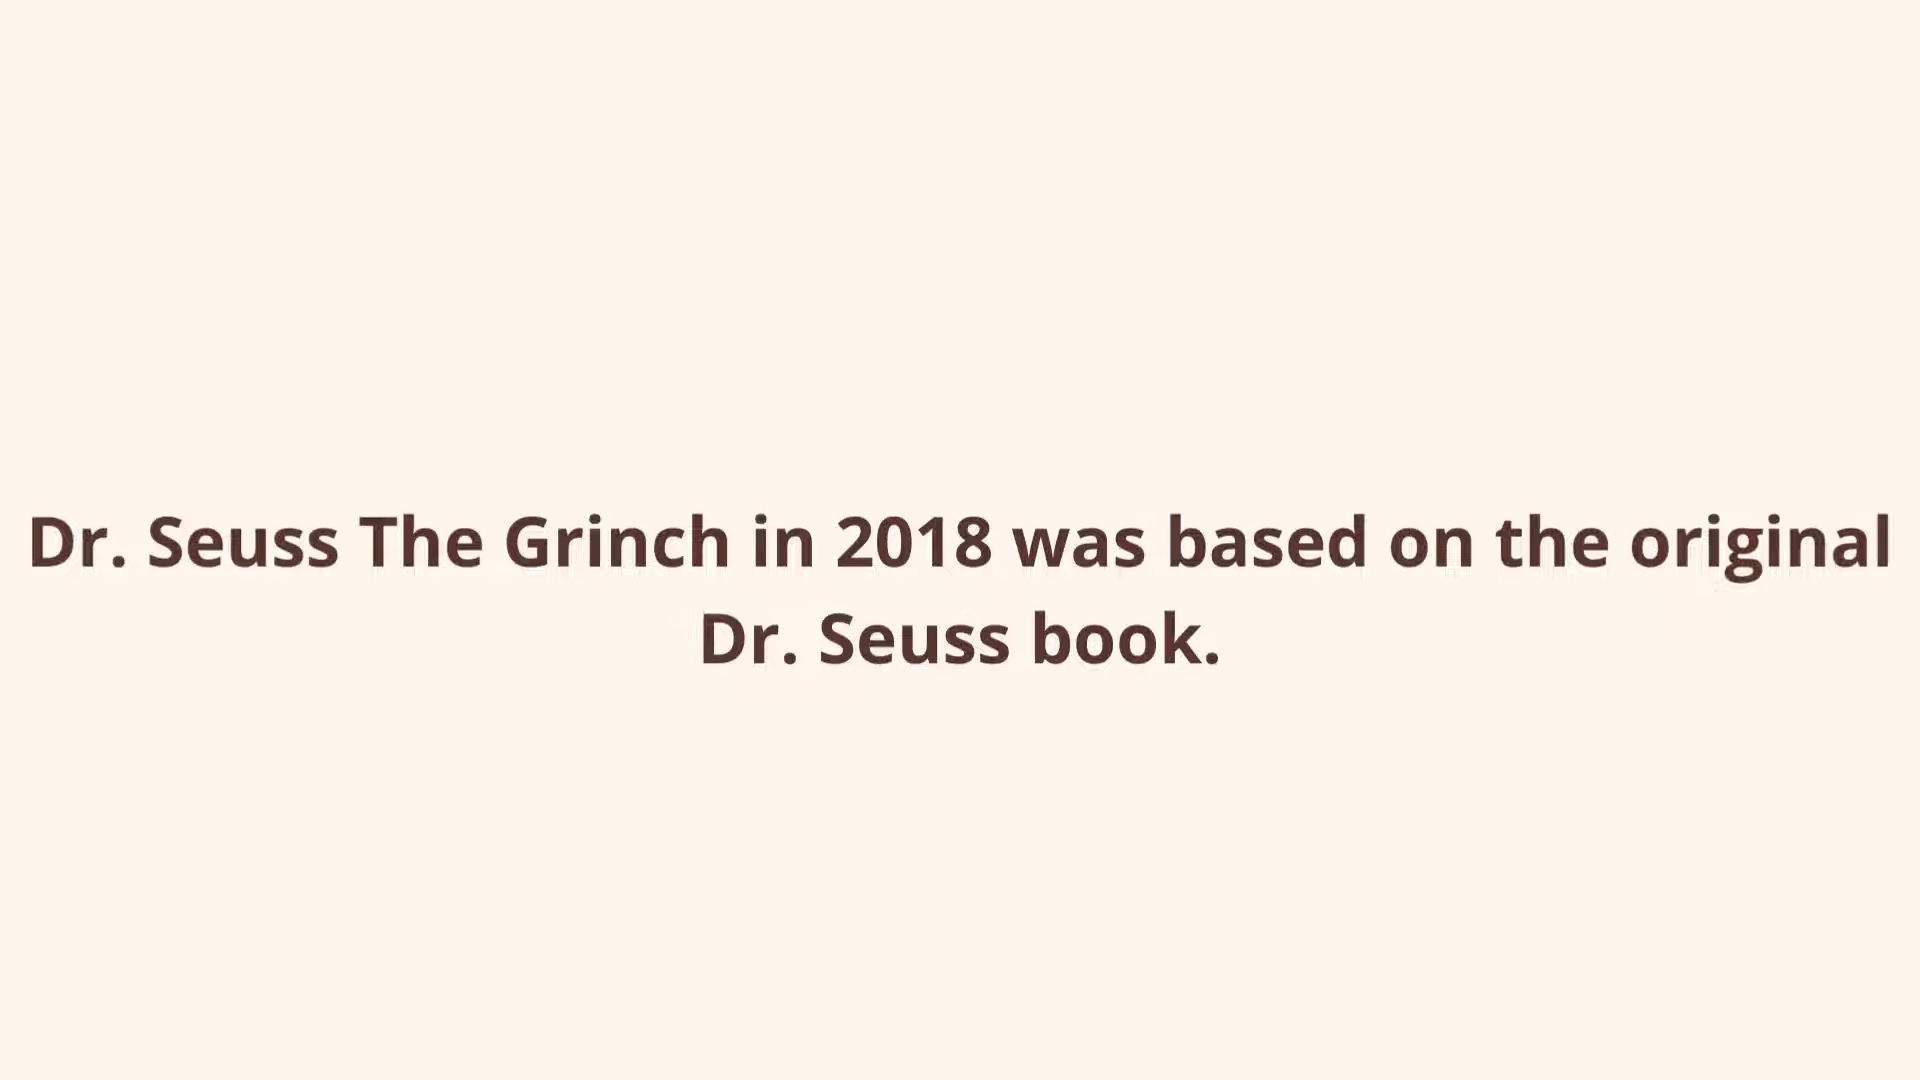 Dr. Seuss The Grinch in 2018 was based on the original
Dr. Seuss book.